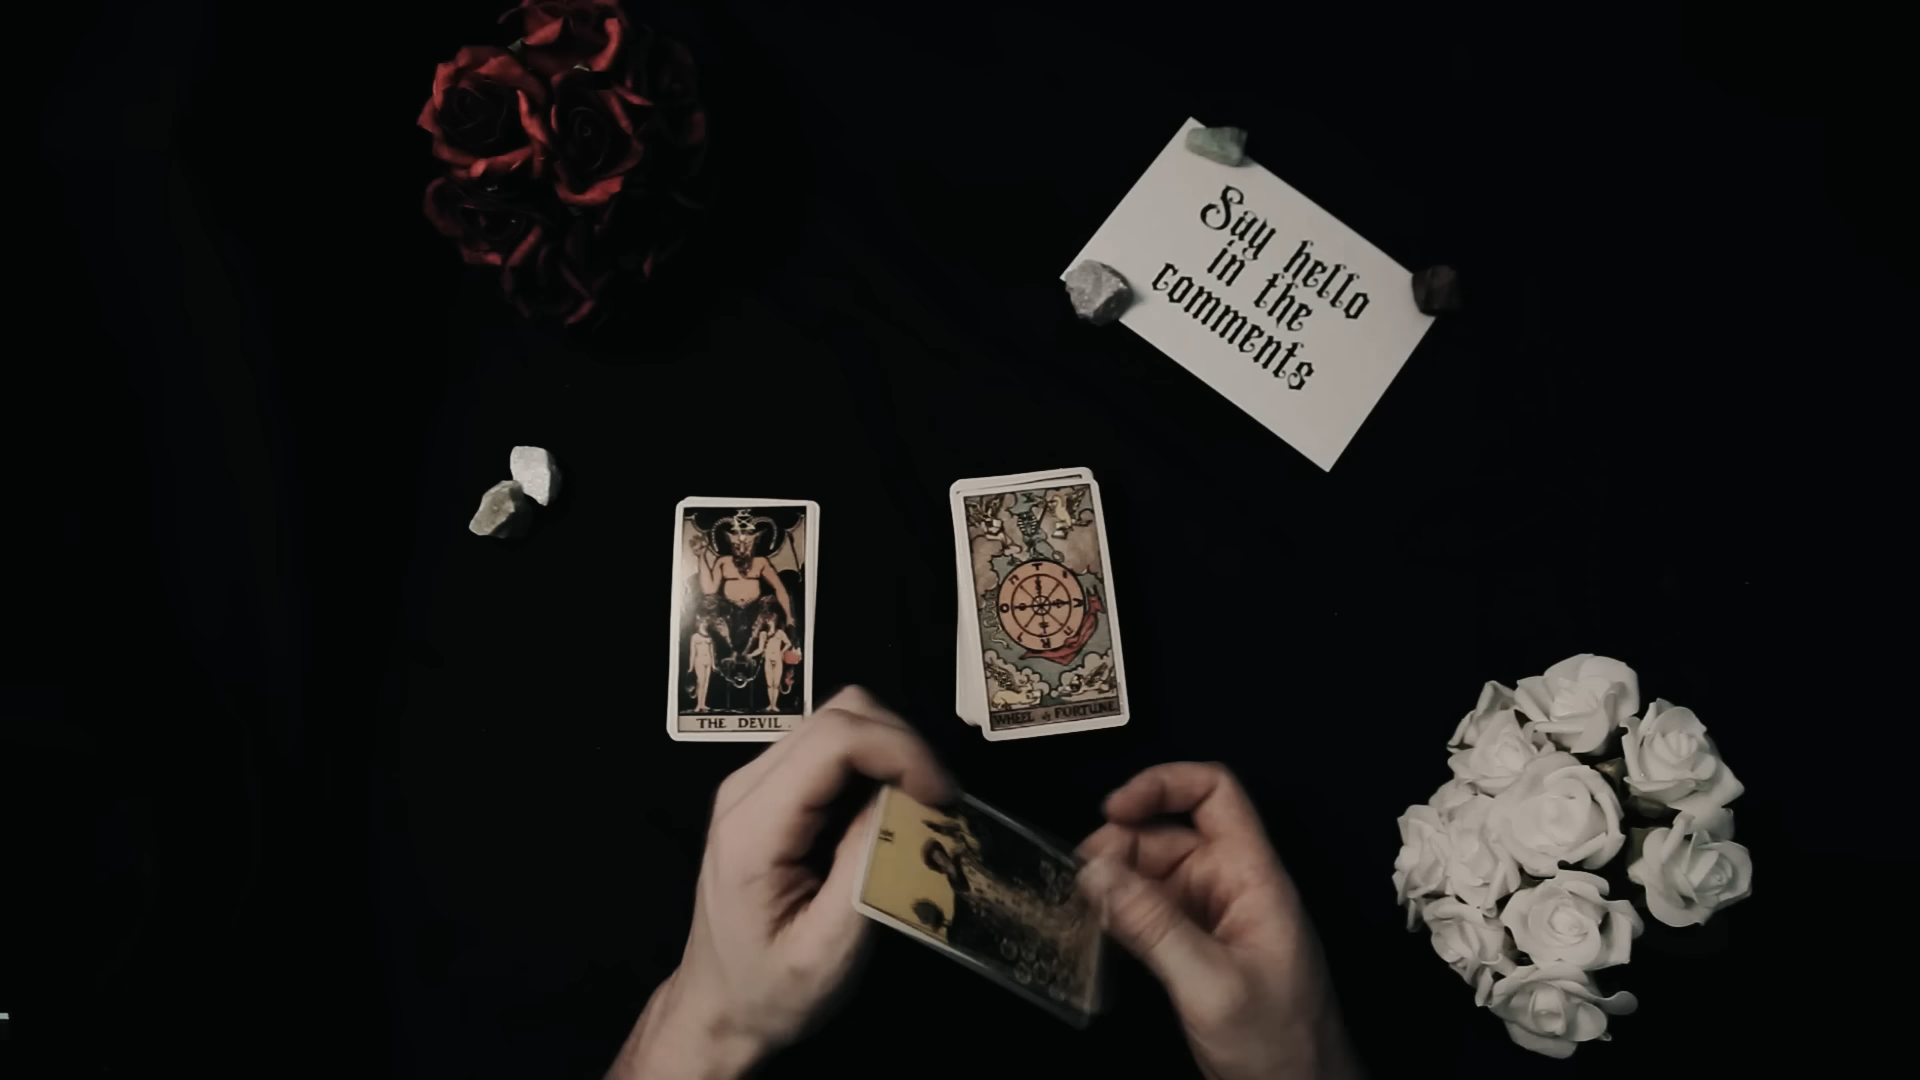 Say hello
in the
comments
THE DEVIL.
WHEEL of FORTUNE